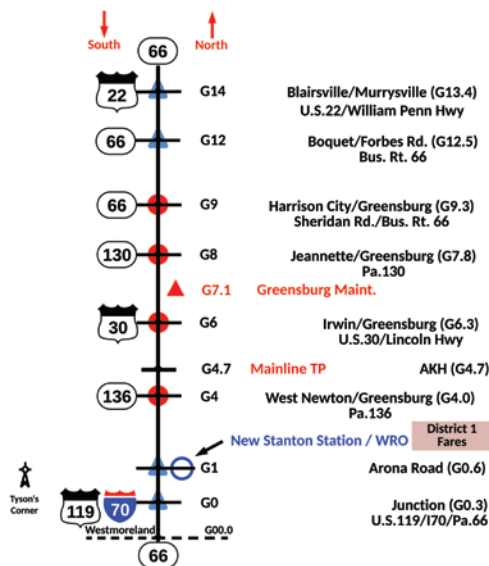 South
North
66
22
G14
Blairsville/Murrysville (G13.4)
U.S.22/William Penn Hwy
66
G12
Boquet/Forbes Rd. (G12.5)
Bus. Rt. 66
66
G9
Harrison City/Greensburg (G9.3)
Sheridan Rd./Bus. Rt. 66
130
G8
Jeannette/Greensburg (G7.8)
Pa.130
G7.1
Greensburg Maint.
30
G6
Irwin/Greensburg (G6.3)
U.S.30/Lincoln Hwy
G4.7
Mainline TP
AKH (G4.7)
136
G4
West Newton/Greensburg (G4.0)
Pa.136
District 1
Fares
New Stanton Station / WRO
G1
Arona Road (G0.6)
Tyson's
Corner
119
70
G0
Junction (G0.3)
U.S.119/I70/Pa.66
Westmoreland
G00.0
66